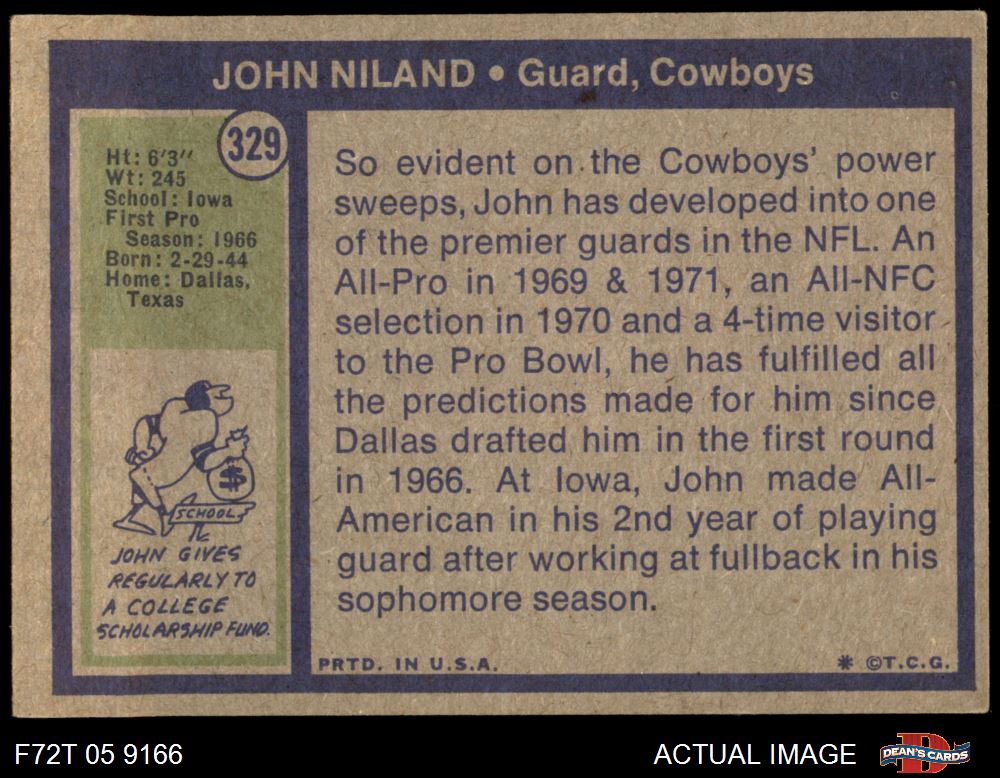 JOHN NILAND • Guard, Cowboys
329
Ht: 6'3"
Wt: 245
School: Iowa
First Pro
Season: 1966
Born: 2-29-44
Home: Dallas,
Texas
SCHOOL
$
JOHN GIVES
REGULARLY TO
A COLLEGE
SCHOLARSHIP FUND.
So evident on the Cowboys' power
sweeps, John has developed into one
of the premier guards in the NFL. An
All-Pro in 1969 & 1971, an All-NFC
selection in 1970 and a 4-time visitor
to the Pro Bowl, he has fulfilled all
the predictions made for him since
Dallas drafted him in the first round
in 1966. At Iowa, John made All-
American in his 2nd year of playing
guard after working at fullback in his
sophomore season.
PRTD. IN U.S.A.
* ©T.C.G.
F72T 05 9166
ACTUAL IMAGE
D
DEAN'S CARDS